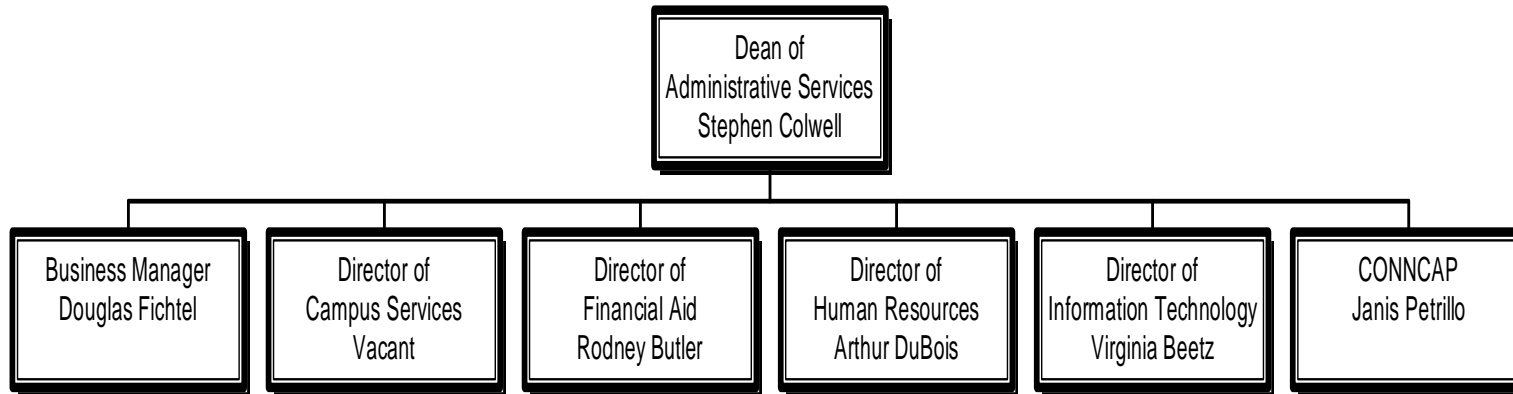 Dean of
Administrative Services
Stephen Colwell
Business Manager
Douglas Fichtel
Director of
Campus Services
Vacant
Director of
Financial Aid
Rodney Butler
Director of
Human Resources
Arthur DuBois
Director of
Information Technology
Virginia Beetz
CONNCAP
Janis Petrillo